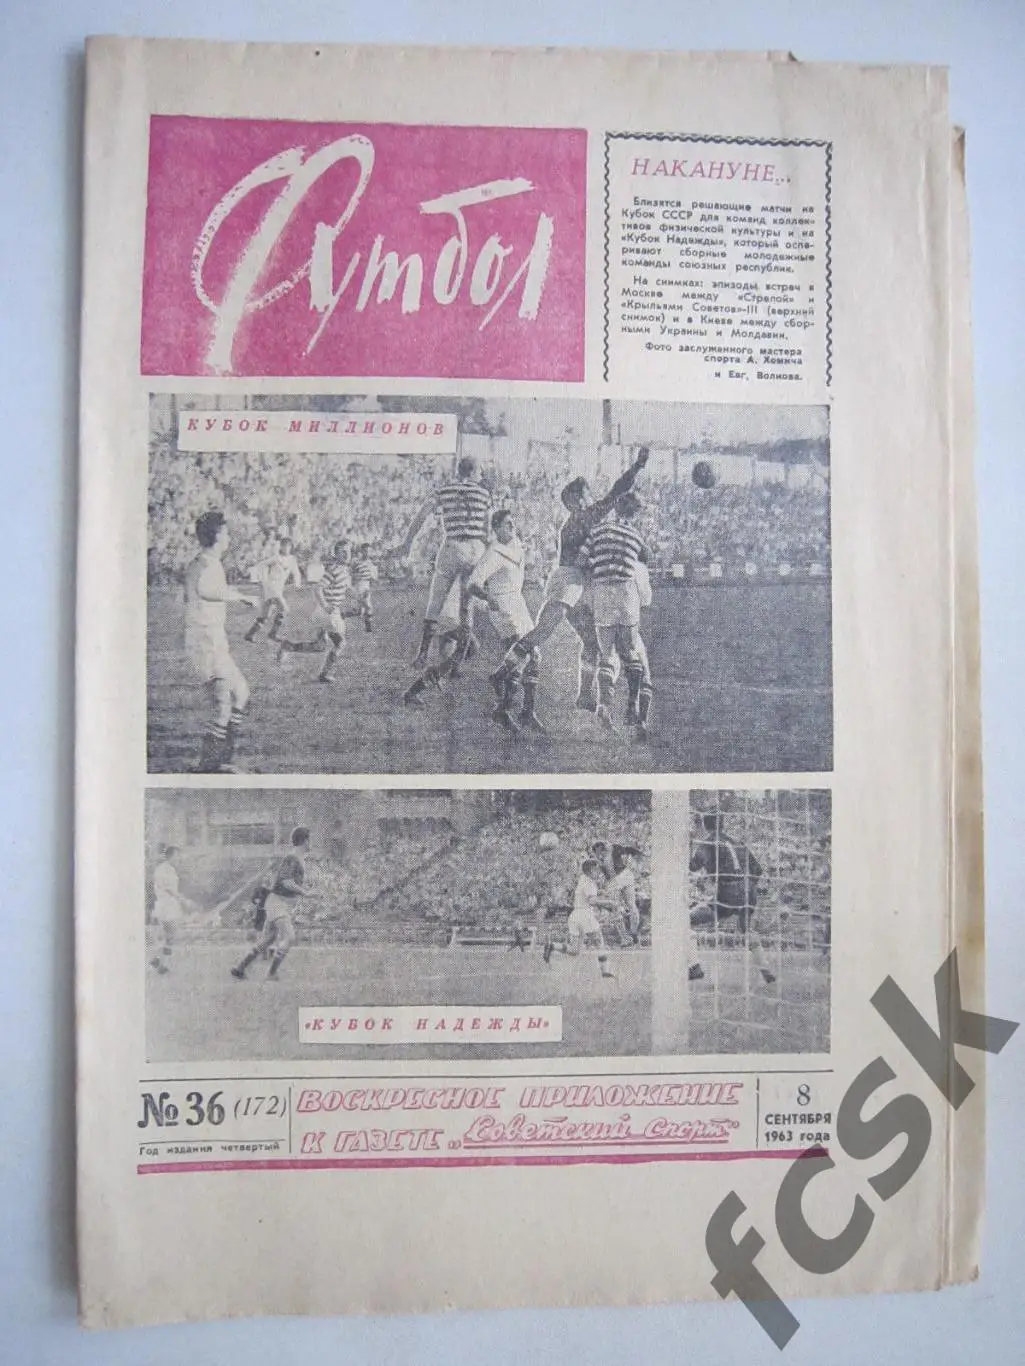 Футбол
НАКАНУНЕ...
Близятся решающие матчи на
Кубок СССР для команд коллек-
тивов физической культуры и на
«Кубок Надежды», который оспа-
ривают сборные молодежные
команды союзных республик.
На снимках: эпизоды встреч в
Москве между «Стрелой» и
«Крыльями Советов»-III (верхний
снимок) и в Киеве между сбор-
ными Украины и Молдавии.
Фото заслуженного мастера
спорта А. Хомича
и Евг. Волкова.
КУБОК МИЛЛИОНОВ
«КУБОК НАДЕЖДЫ»
№ 36 (172)
Год издания четвертый
ВОСКРЕСНОЕ ПРИЛОЖЕНИЕ
К ГАЗЕТЕ „Советский Спорт"
8
СЕНТЯБРЯ
1963 года
fcsk